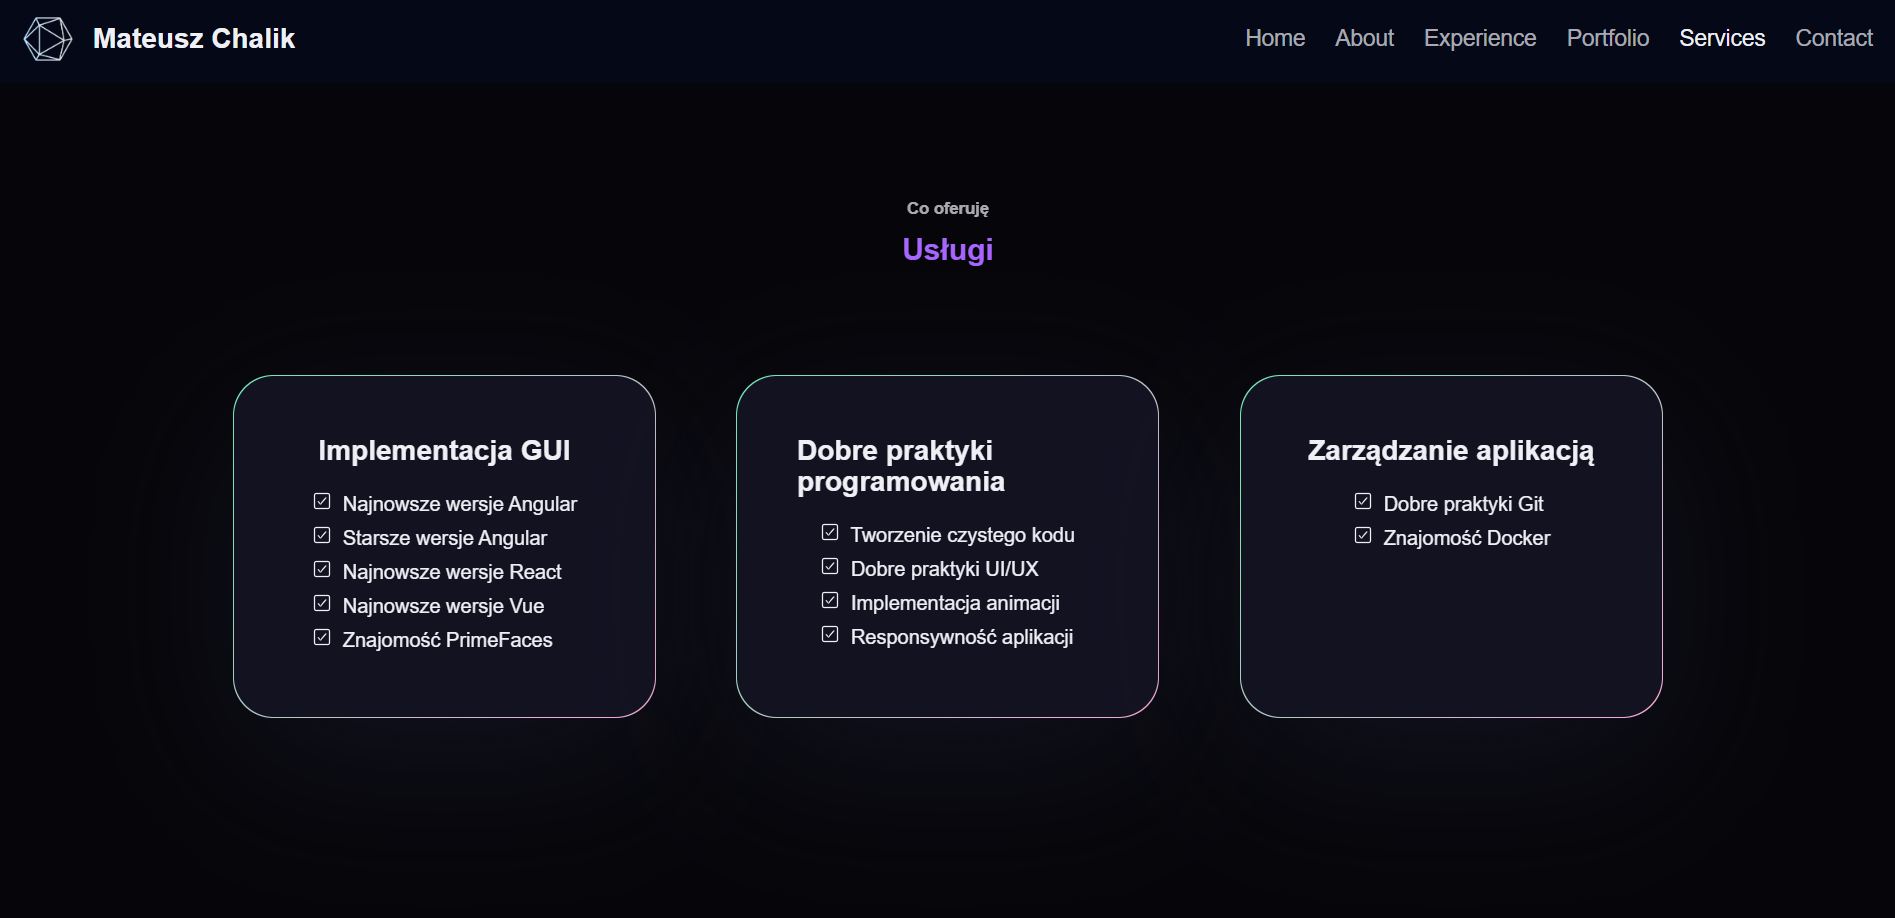 Mateusz Chalik
Home About Experience Portfolio Services Contact
Co oferuję
Usługi
Implementacja GUI
Najnowsze wersje Angular
Starsze wersje Angular
Najnowsze wersje React
Najnowsze wersje Vue
Znajomość PrimeFaces
Dobre praktyki
programowania
Tworzenie czystego kodu
Dobre praktyki UI/UX
Implementacja animacji
Responsywność aplikacji
Zarządzanie aplikacją
Dobre praktyki Git
Znajomość Docker